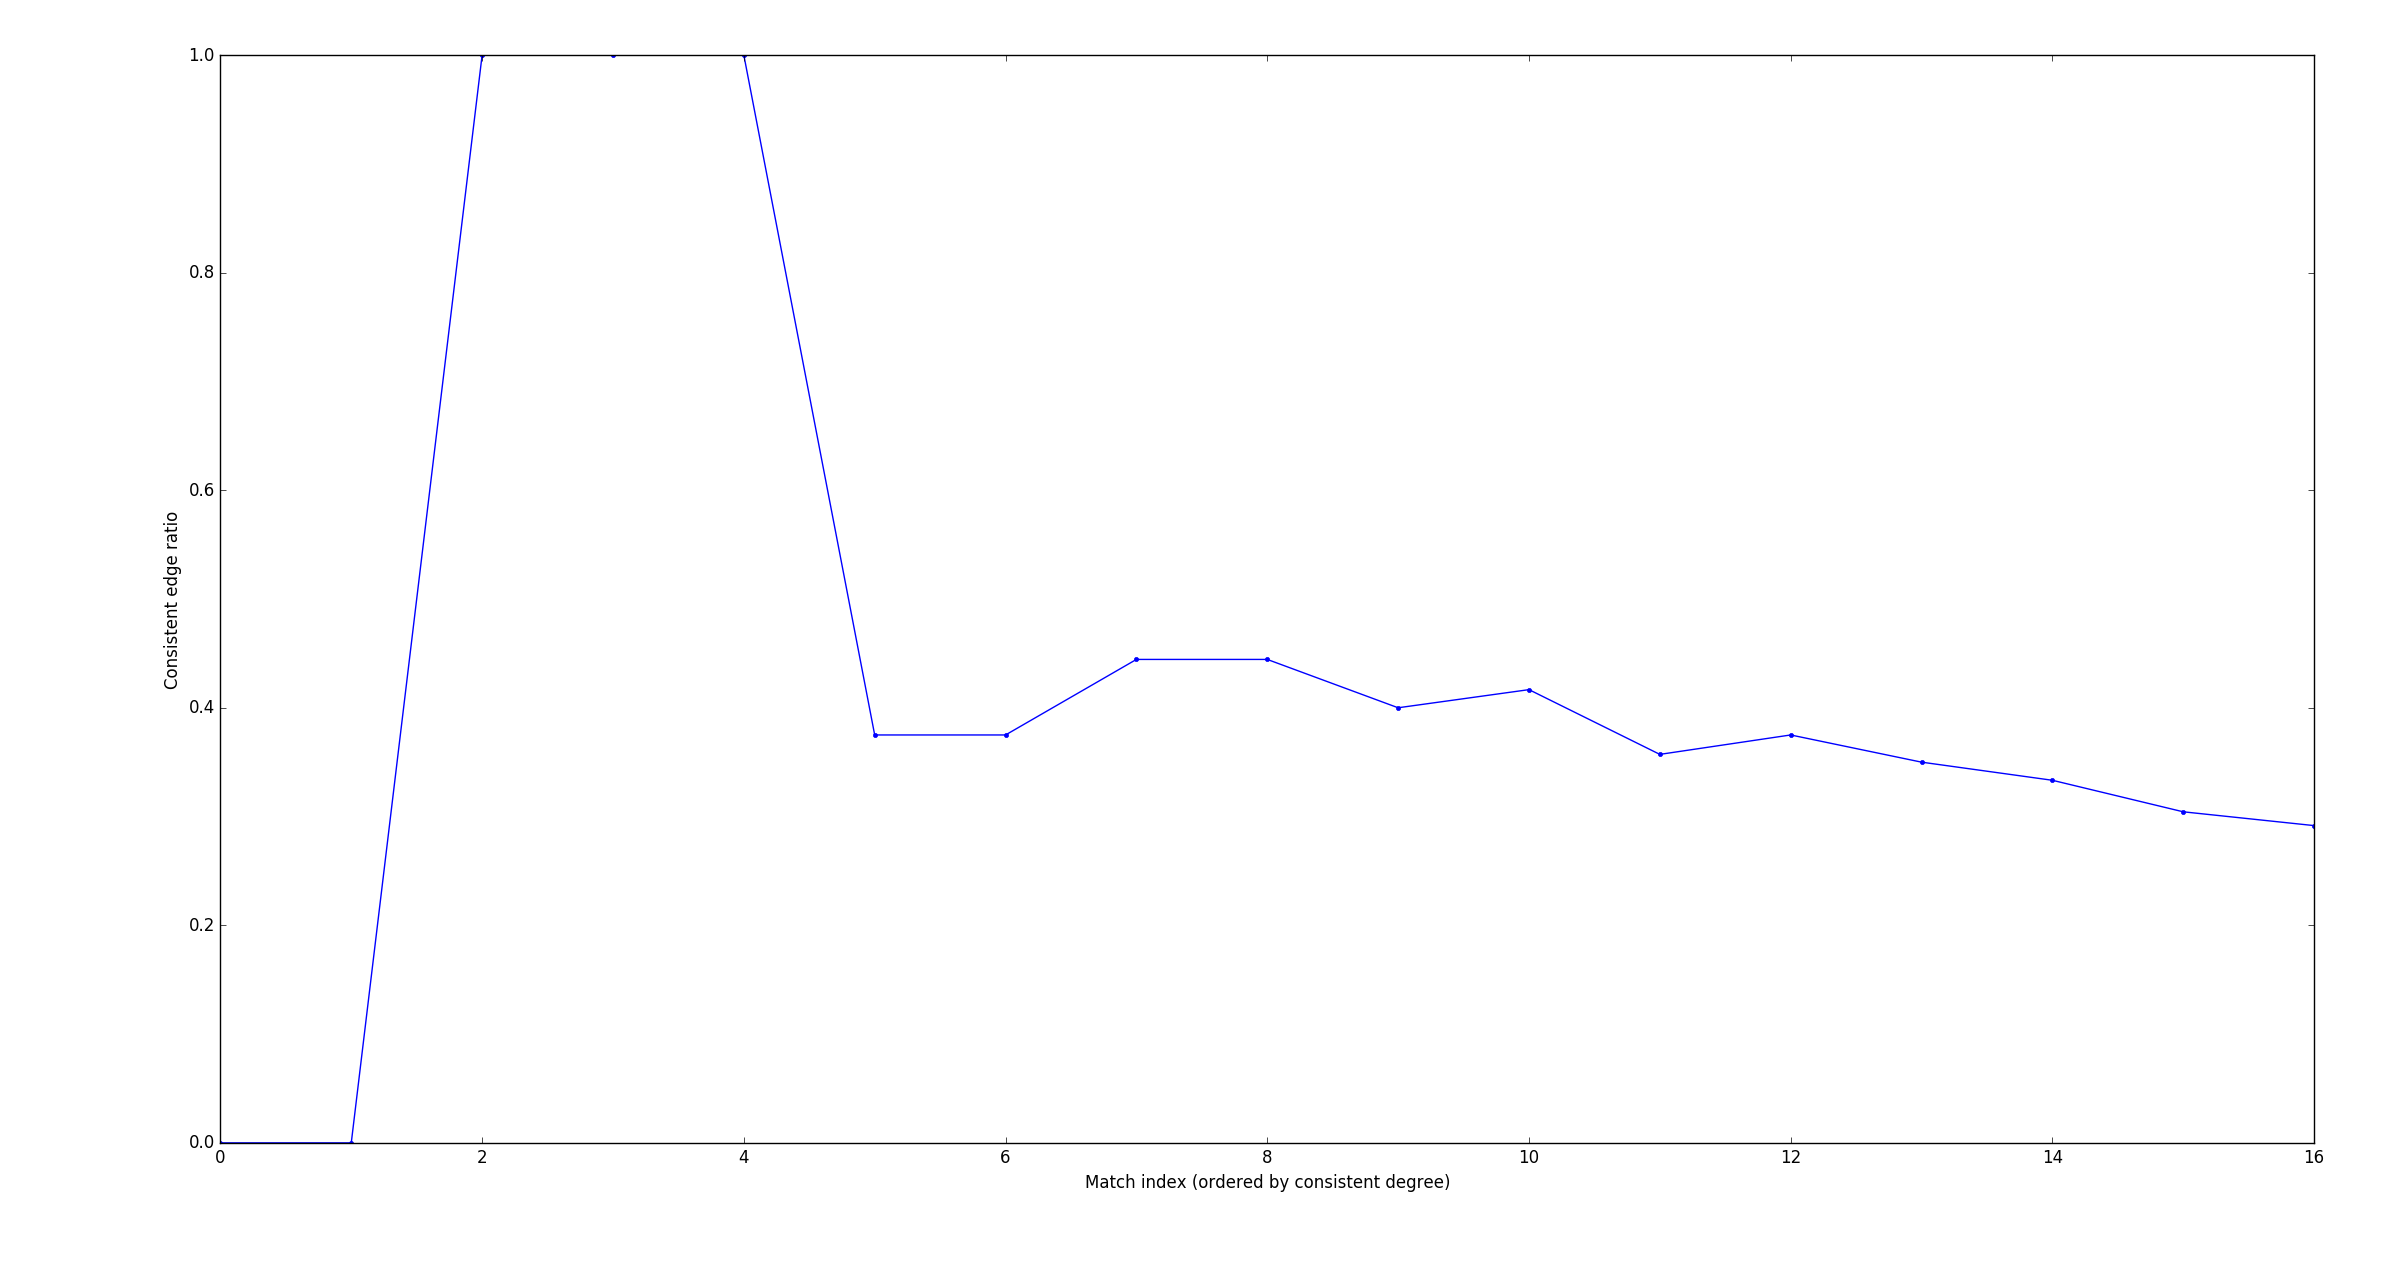 1.0
0.8
0.6
0.4
0.2
0.0
Consistent edge ratio
0 2 4 6 8 10 12 14 16
Match index (ordered by consistent degree)